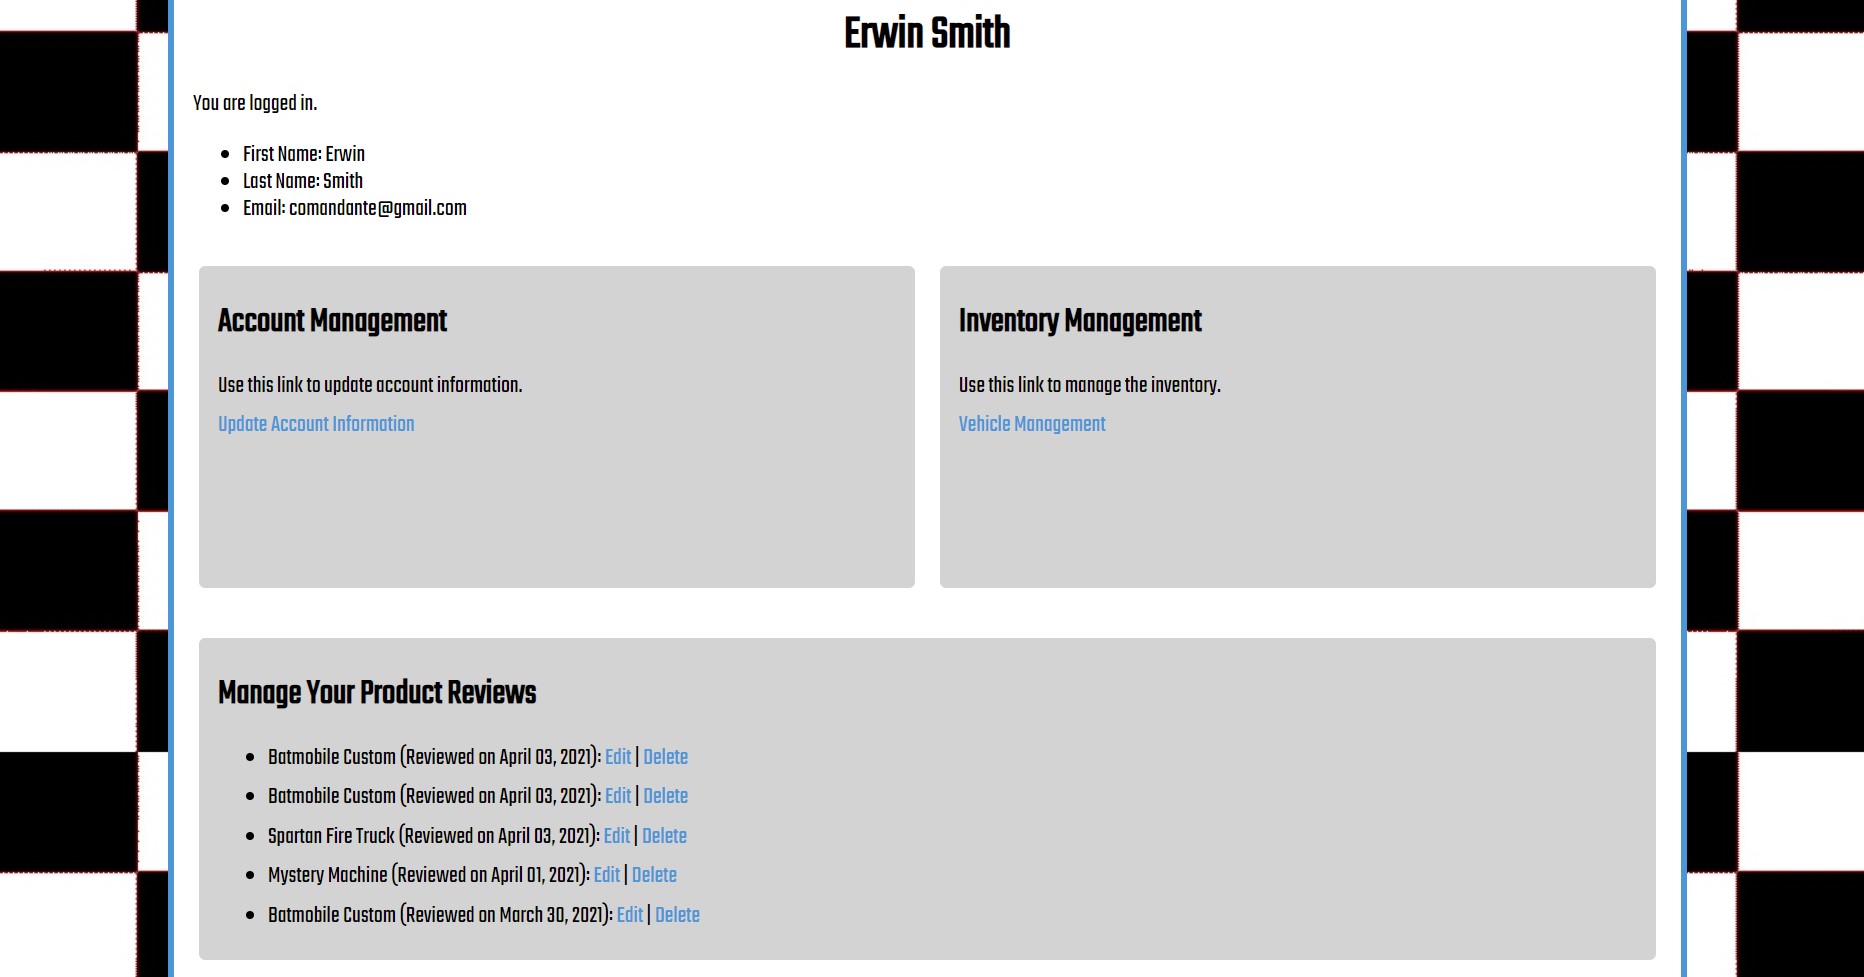 Erwin Smith
You are logged in.
First Name: Erwin
Last Name: Smith
Email: comandante@gmail.com
Account Management
Use this link to update account information.
Update Account Information
Inventory Management
Use this link to manage the inventory.
Vehicle Management
Manage Your Product Reviews
Batmobile Custom (Reviewed on April 03, 2021): Edit | Delete
Batmobile Custom (Reviewed on April 03, 2021): Edit | Delete
Spartan Fire Truck (Reviewed on April 03, 2021): Edit | Delete
Mystery Machine (Reviewed on April 01, 2021): Edit | Delete
Batmobile Custom (Reviewed on March 30, 2021): Edit | Delete